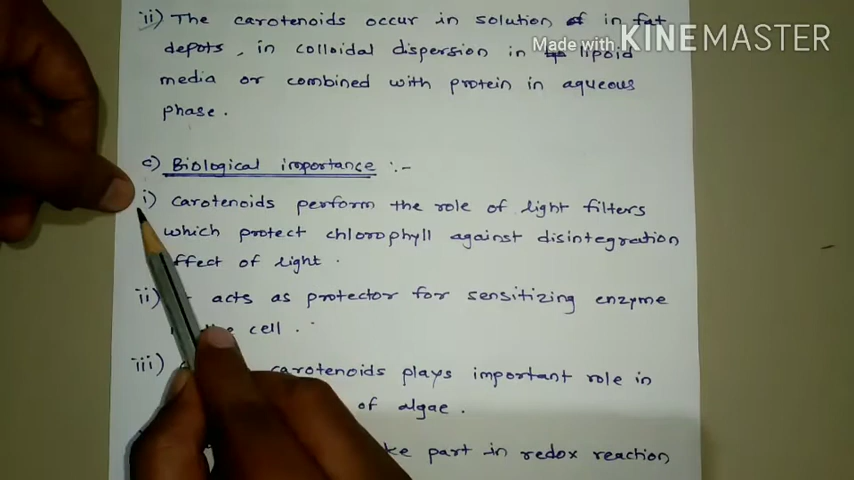 ii) The carotenoids occur in solution of in fat
depots, in colloidal dispersion in lipoid
Made with KINEMASTER
media or combined with protein in aqueous
phase.
c) Biological importance :-
i) carotenoids perform the role of light filters
which protect chlorophyll against disintegration
ffect of light.
ii) acts as protector for sensitizing enzyme
the cell.
iii) carotenoids plays important role in
of algae.
ke part in redox reaction